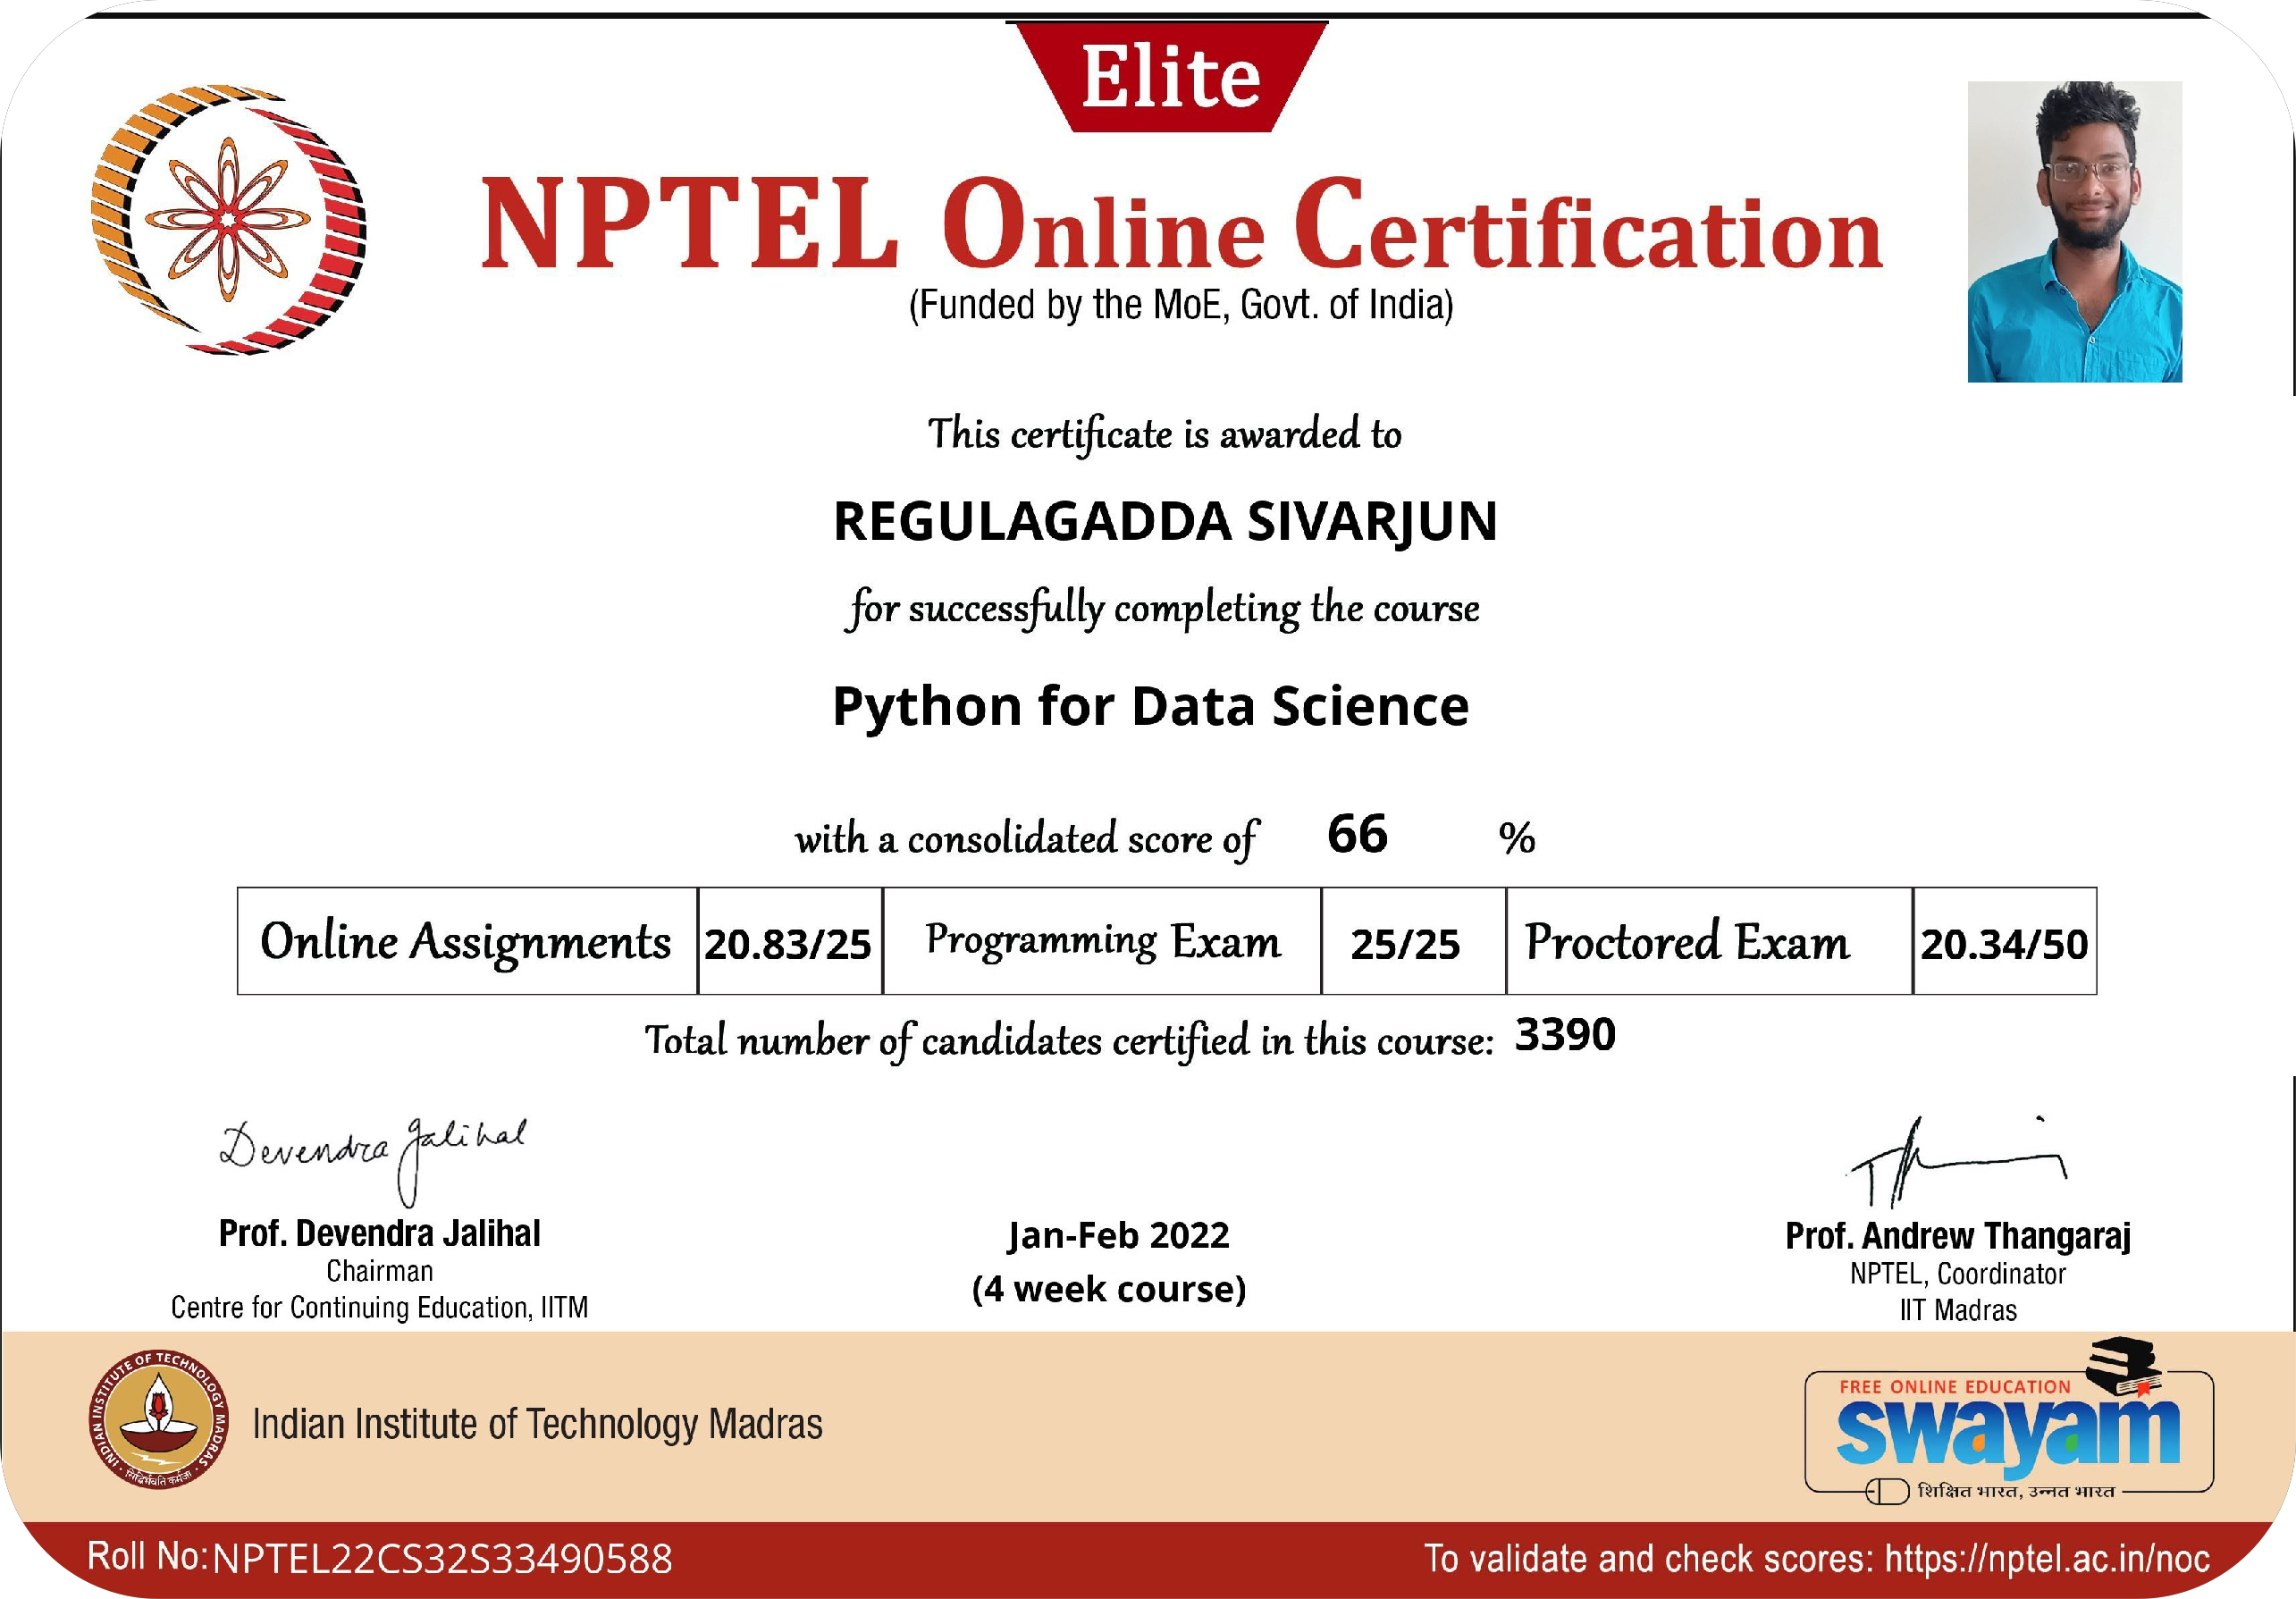 Elite
NPTEL Online Certification
(Funded by the MoE, Govt. of India)
This certificate is awarded to
REGULAGADDA SIVARJUN
for successfully completing the course
Python for Data Science
with a consolidated score of 66 %
Online Assignments 20.83/25 Programming Exam 25/25 Proctored Exam 20.34/50
Total number of candidates certified in this course: 3390
Devendra Jalihal
Prof. Devendra Jalihal
Chairman
Centre for Continuing Education, IITM
Jan-Feb 2022
(4 week course)
Prof. Andrew Thangaraj
NPTEL, Coordinator
IIT Madras
INDIAN INSTITUTE OF TECHNOLOGY MADRAS
सिद्धिर्भवति कर्मजा
Indian Institute of Technology Madras
FREE ONLINE EDUCATION
swayam
शिक्षित भारत, उन्नत भारत
Roll No:NPTEL22CS32S33490588
To validate and check scores: https://nptel.ac.in/noc